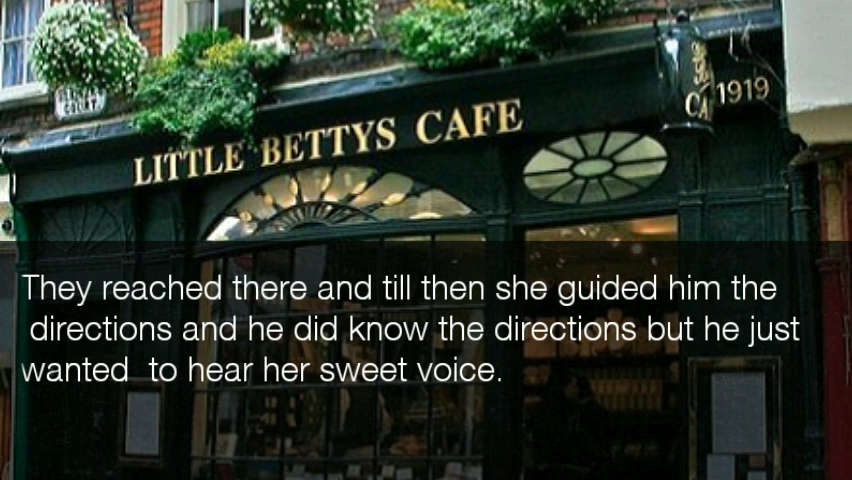 LITTLE BETTYS CAFE
CA
1919
They reached there and till then she guided him the
directions and he did know the directions but he just
wanted  to hear her sweet voice.